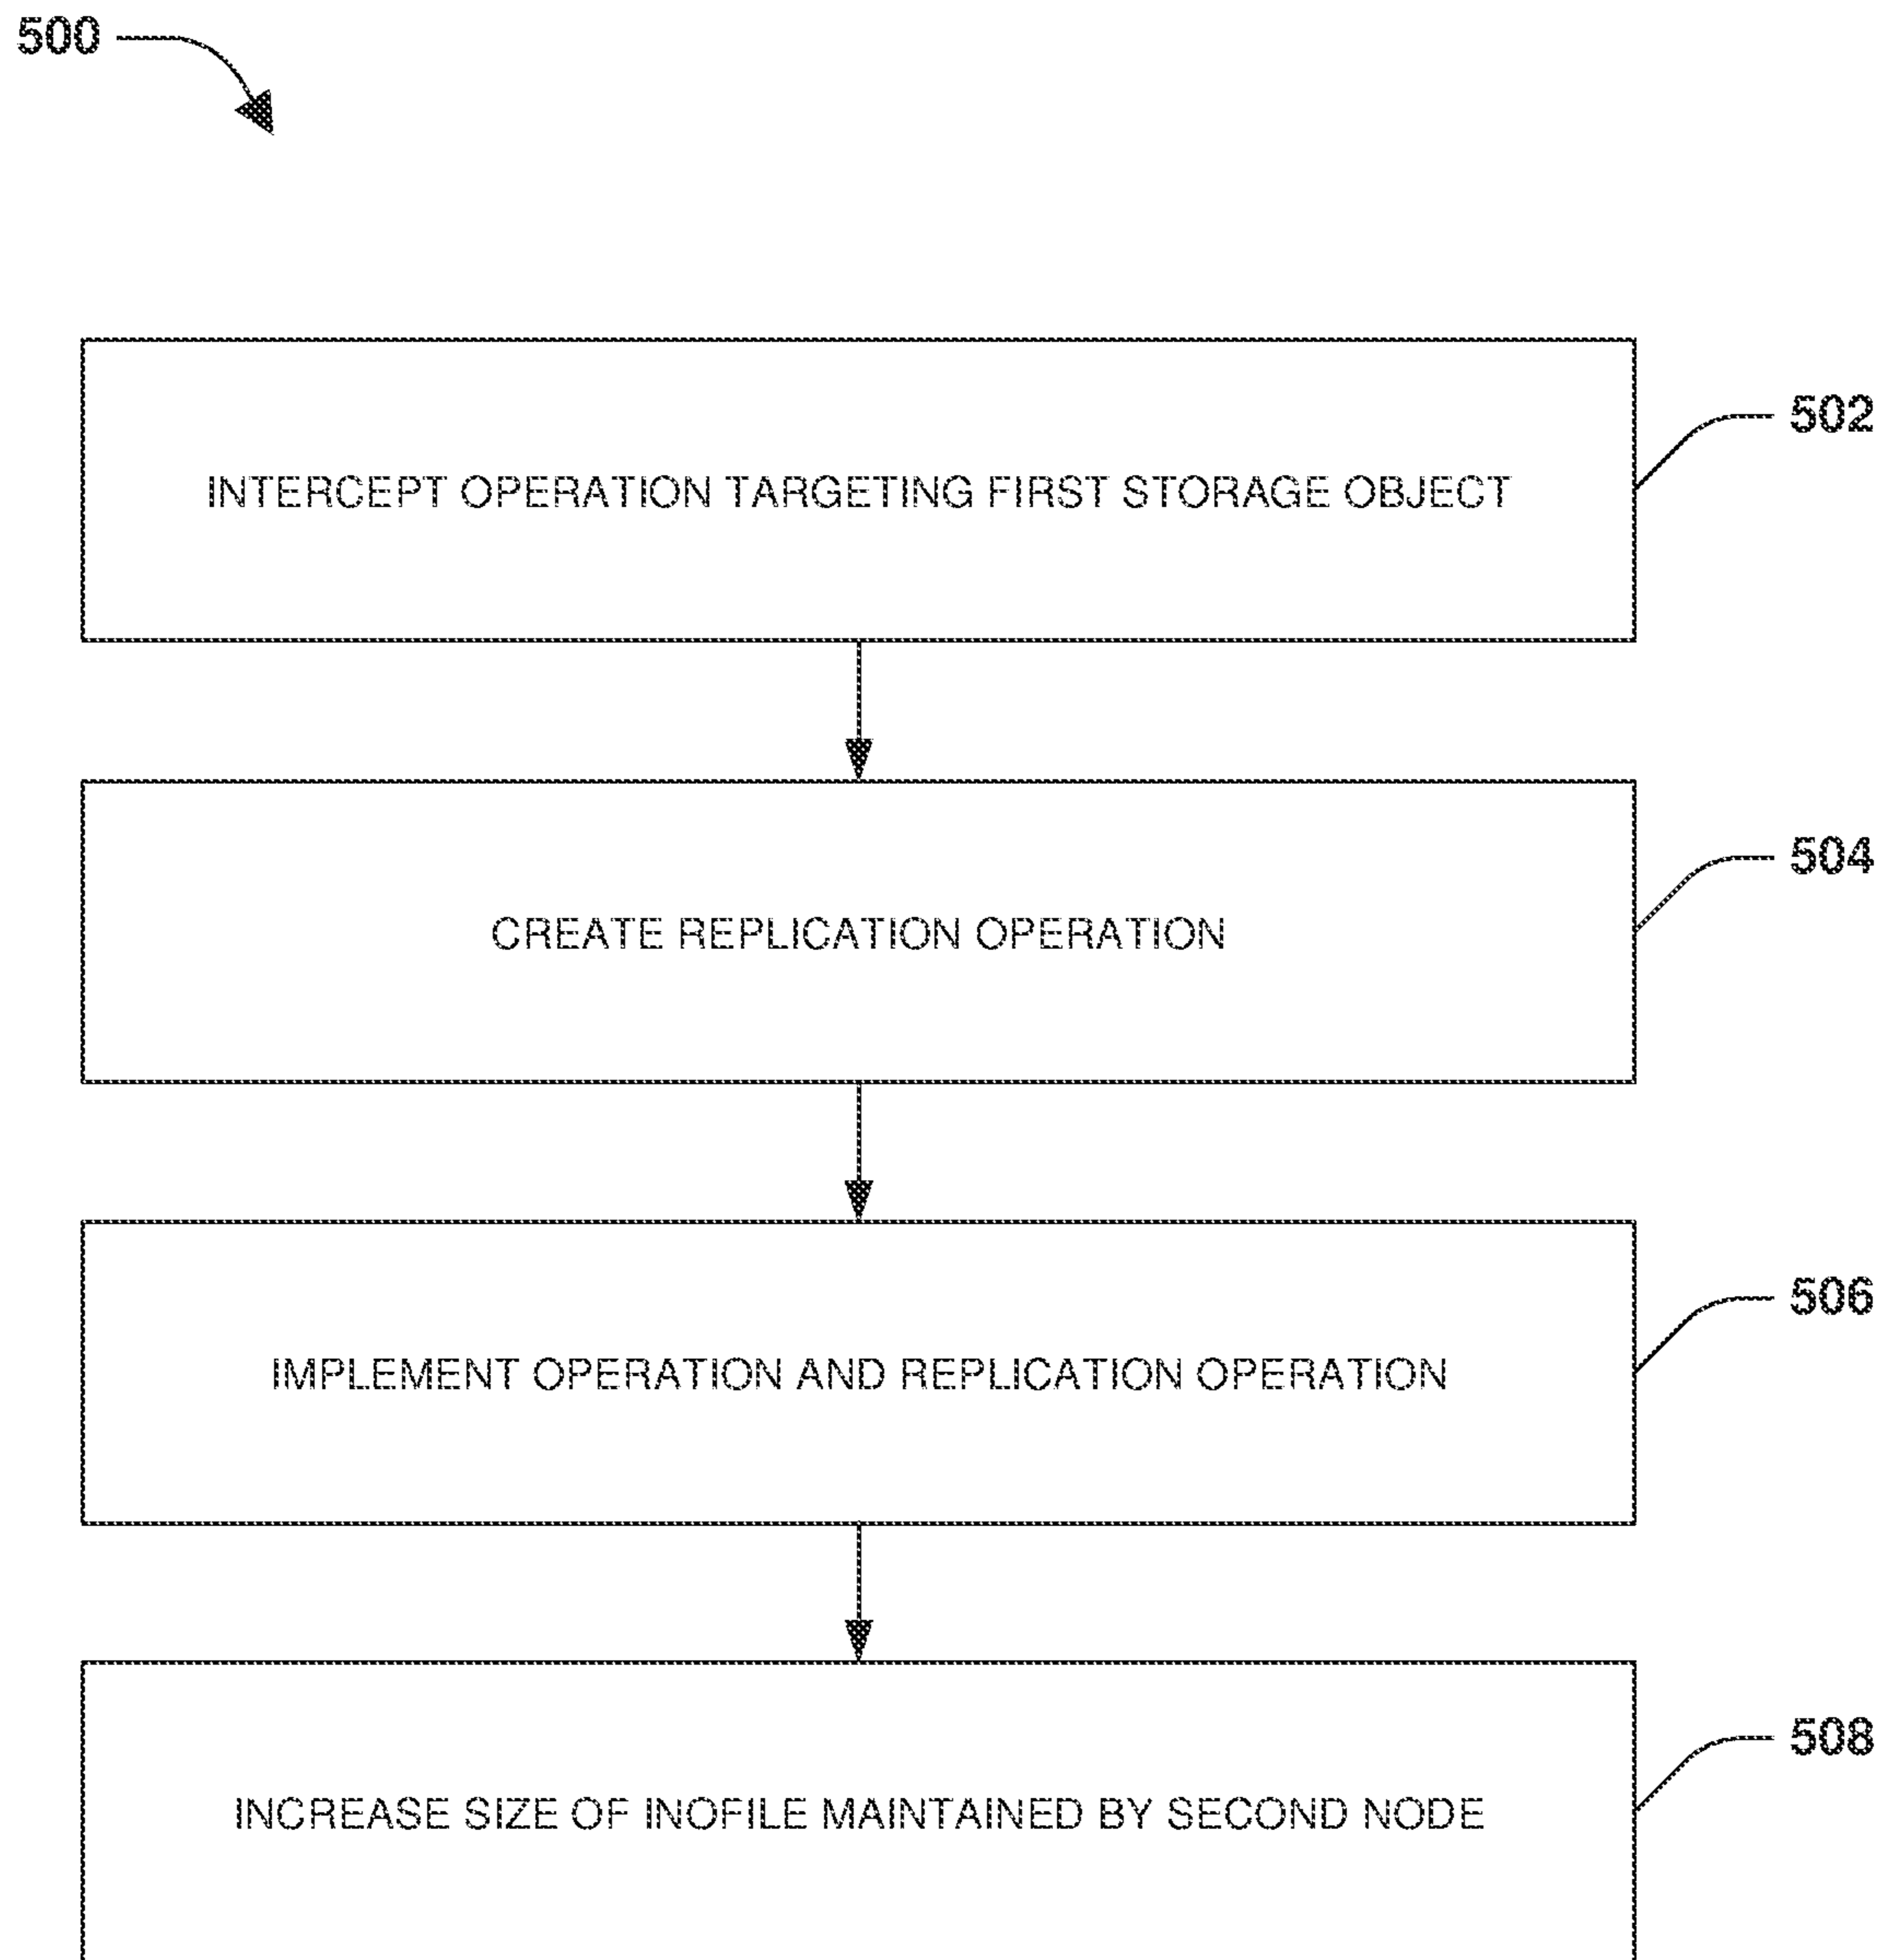 500
502
INTERCEPT OPERATION TARGETING FIRST STORAGE OBJECT
504
CREATE REPLICATION OPERATION
506
IMPLEMENT OPERATION AND REPLICATION OPERATION
508
INCREASE SIZE OF INOFILE MAINTAINED BY SECOND NODE